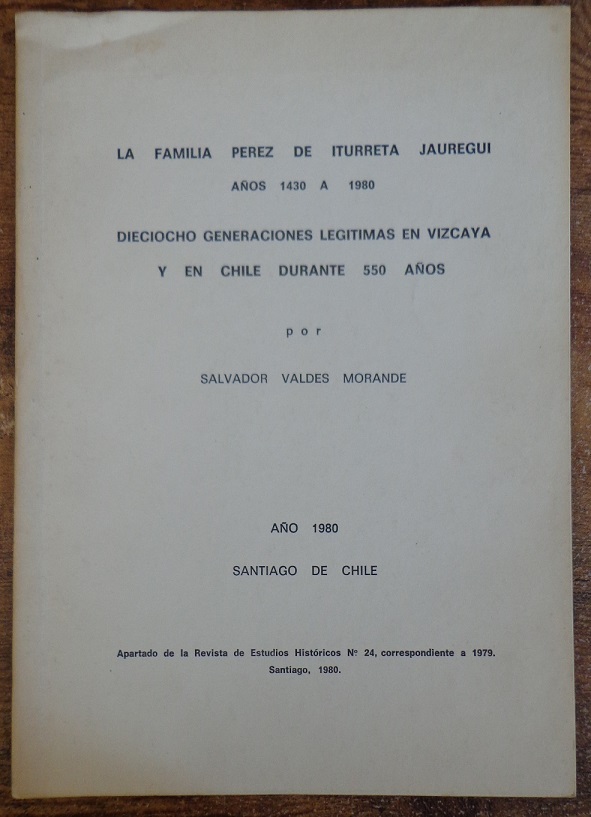 LA FAMILIA PEREZ DE ITURRETA JAUREGUI
AÑOS 1430 A 1980
DIECIOCHO GENERACIONES LEGITIMAS EN VIZCAYA
Y EN CHILE DURANTE 550 AÑOS
por
SALVADOR VALDES MORANDE
AÑO 1980
SANTIAGO DE CHILE
Apartado de la Revista de Estudios Históricos Nº 24, correspondiente a 1979.
Santiago, 1980.